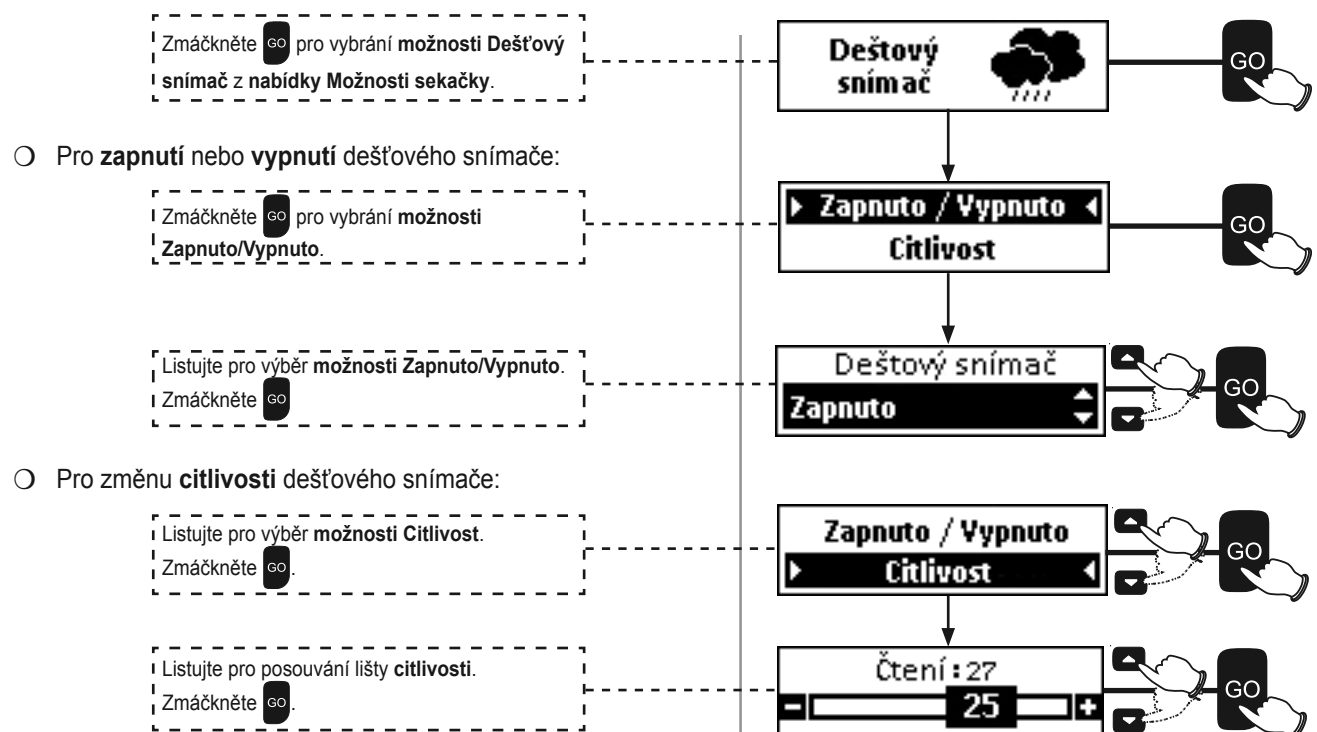 Zmáčkněte GO pro vybrání možnosti Dešťový
snímač z nabídky Možnosti sekačky.
Deštový
snímač
GO
❍ Pro zapnutí nebo vypnutí dešťového snímače:
Zmáčkněte GO pro vybrání možnosti
Zapnuto/Vypnuto.
Zapnuto / Vypnuto
Citlivost
GO
Listujte pro výběr možnosti Zapnuto/Vypnuto.
Zmáčkněte GO
Deštový snímač
Zapnuto
GO
❍ Pro změnu citlivosti dešťového snímače:
Listujte pro výběr možnosti Citlivost.
Zmáčkněte GO.
Zapnuto / Vypnuto
Citlivost
GO
Listujte pro posouvání lišty citlivosti.
Zmáčkněte GO.
Čtení:27
- 25 +
GO